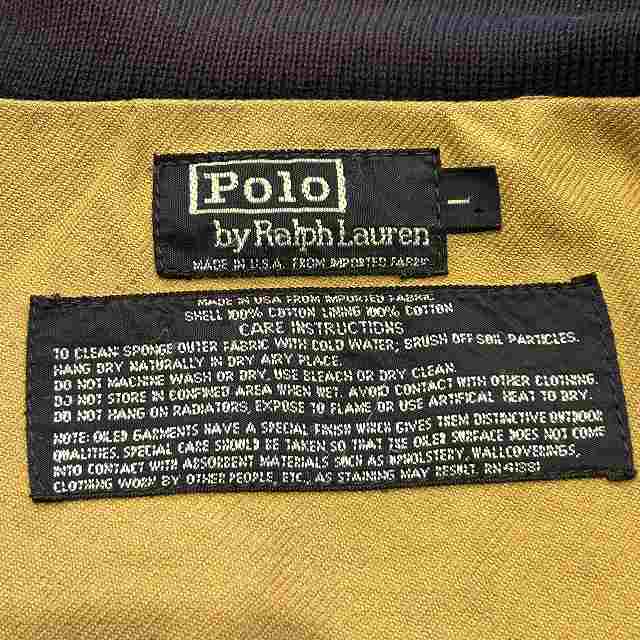 Polo
by Ralph Lauren
MADE IN U.S.A. FROM IMPORTED FABRIC
L
MADE IN USA FROM IMPORTED FABRIC
SHELL 100% COTTON LINING 100% COTTON
CARE INSTRUCTIONS
TO CLEAN SPONGE OUTER FABRIC WITH COLD WATER; BRUSH OFF SOIL PARTICLES.
HANG DRY NATURALLY IN DRY AIRY PLACE.
DO NOT MACHINE WASH OR DRY, USE BLEACH OR DRY CLEAN.
DO NOT STORE IN CONFINED AREA WHEN WET. AVOID CONTACT WITH OTHER CLOTHING.
DO NOT HANG ON RADIATORS, EXPOSE TO FLAME OR USE ARTIFICAL HEAT TO DRY.
NOTE: OILED GARMENTS HAVE A SPECIAL FINISH WHICH GIVES THEM DISTINCTIVE OUTDOOR
QUALITIES. SPECIAL CARE SHOULD BE TAKEN SO THAT THE OILED SURFACE DOES NOT COME
INTO CONTACT WITH ABSORBENT MATERIALS SUCH AS UPHOLSTERY, WALLCOVERINGS,
CLOTHING WORN BY OTHER PEOPLE, ETC., AS STAINING MAY RESULT. RN 41381